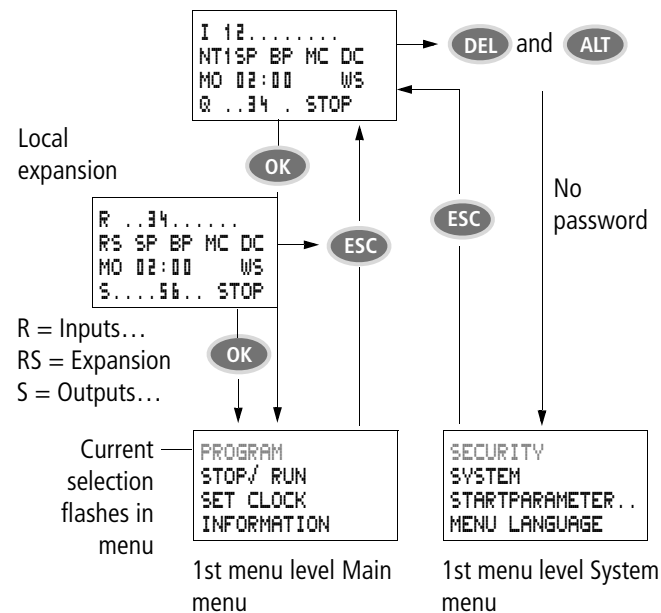 I 12........
NT1SP BP MC DC
MO 02:00 WS
Q ..34 . STOP
DEL and ALT
Local
expansion
OK
No
password
ESC
R ..34......
RS SP BP MC DC
MO 02:00 WS
S....56.. STOP
ESC
R = Inputs…
RS = Expansion
S = Outputs…
OK
Current
selection
flashes in
menu
PROGRAM
STOP/ RUN
SET CLOCK
INFORMATION
SECURITY
SYSTEM
STARTPARAMETER..
MENU LANGUAGE
1st menu level Main
menu
1st menu level System
menu